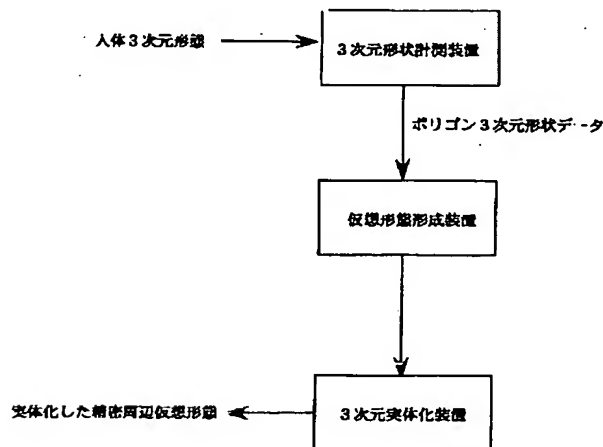 人体3次元形態
3次元形状計測装置
ポリゴン3次元形状データ
仮想形態形成装置
3次元実体化装置
実体化した精密周辺仮想形態